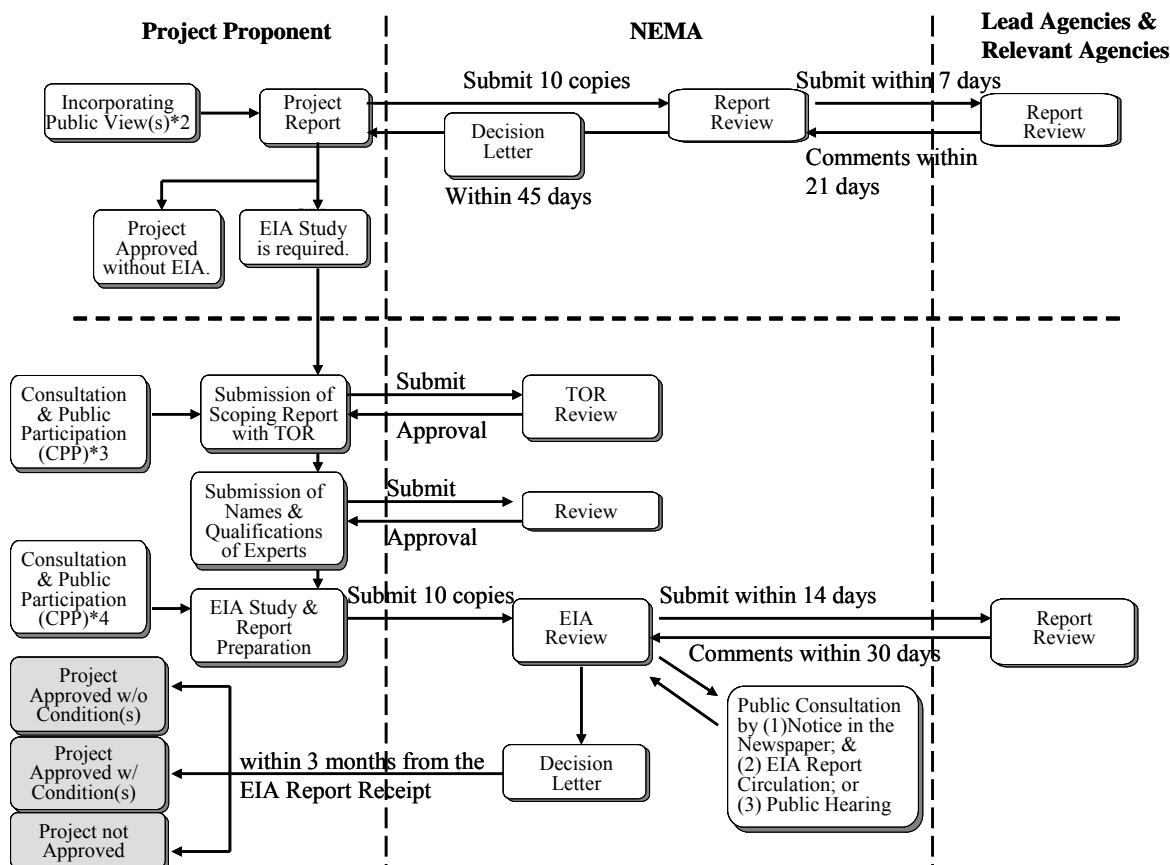 Project Proponent
NEMA
Lead Agencies &
Relevant Agencies
Incorporating
Public View(s)*2
Project
Report
Submit 10 copies
Report
Review
Submit within 7 days
Report
Review
Decision
Letter
Within 45 days
Comments within
21 days
Project
Approved
without EIA.
EIA Study
is required.
Consultation
& Public
Participation
(CPP)*3
Submission of
Scoping Report
with TOR
Submit
Approval
TOR
Review
Submission of
Names &
Qualifications
of Experts
Submit
Approval
Review
Consultation
& Public
Participation
(CPP)*4
EIA Study &
Report
Preparation
Submit 10 copies
EIA
Review
Submit within 14 days
Comments within 30 days
Report
Review
Public Consultation
by (1)Notice in the
Newspaper; &
(2) EIA Report
Circulation; or
(3) Public Hearing
Decision
Letter
within 3 months from the
EIA Report Receipt
Project
Approved w/o
Condition(s)
Project
Approved w/
Condition(s)
Project not
Approved